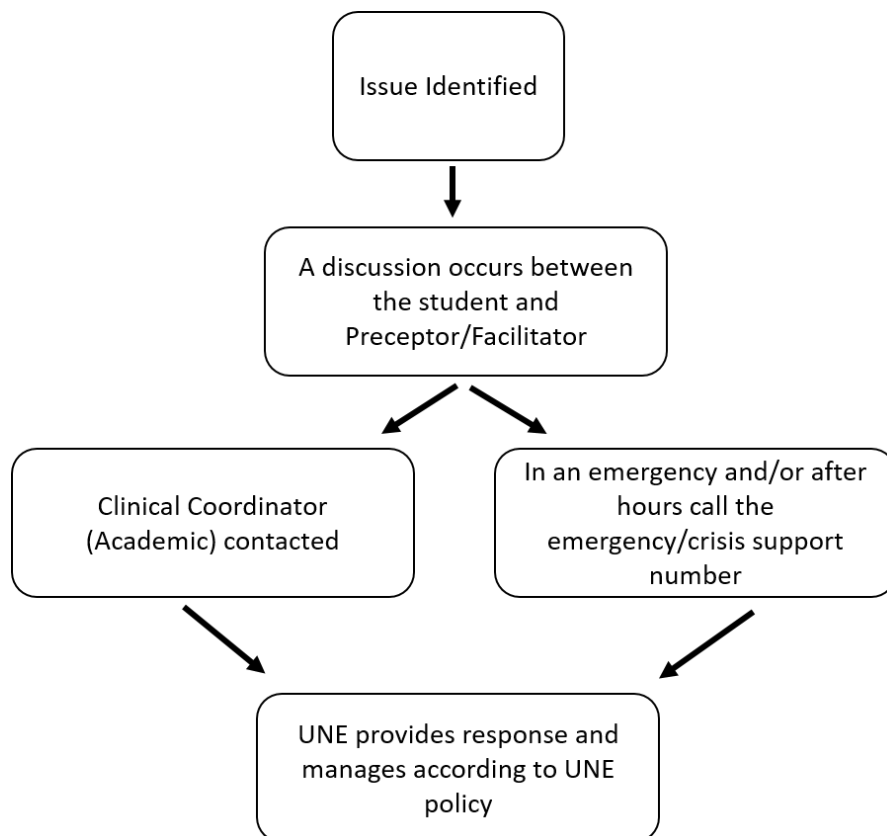 Issue Identified
A discussion occurs between
the student and
Preceptor/Facilitator
Clinical Coordinator
(Academic) contacted
In an emergency and/or after
hours call the
emergency/crisis support
number
UNE provides response and
manages according to UNE
policy